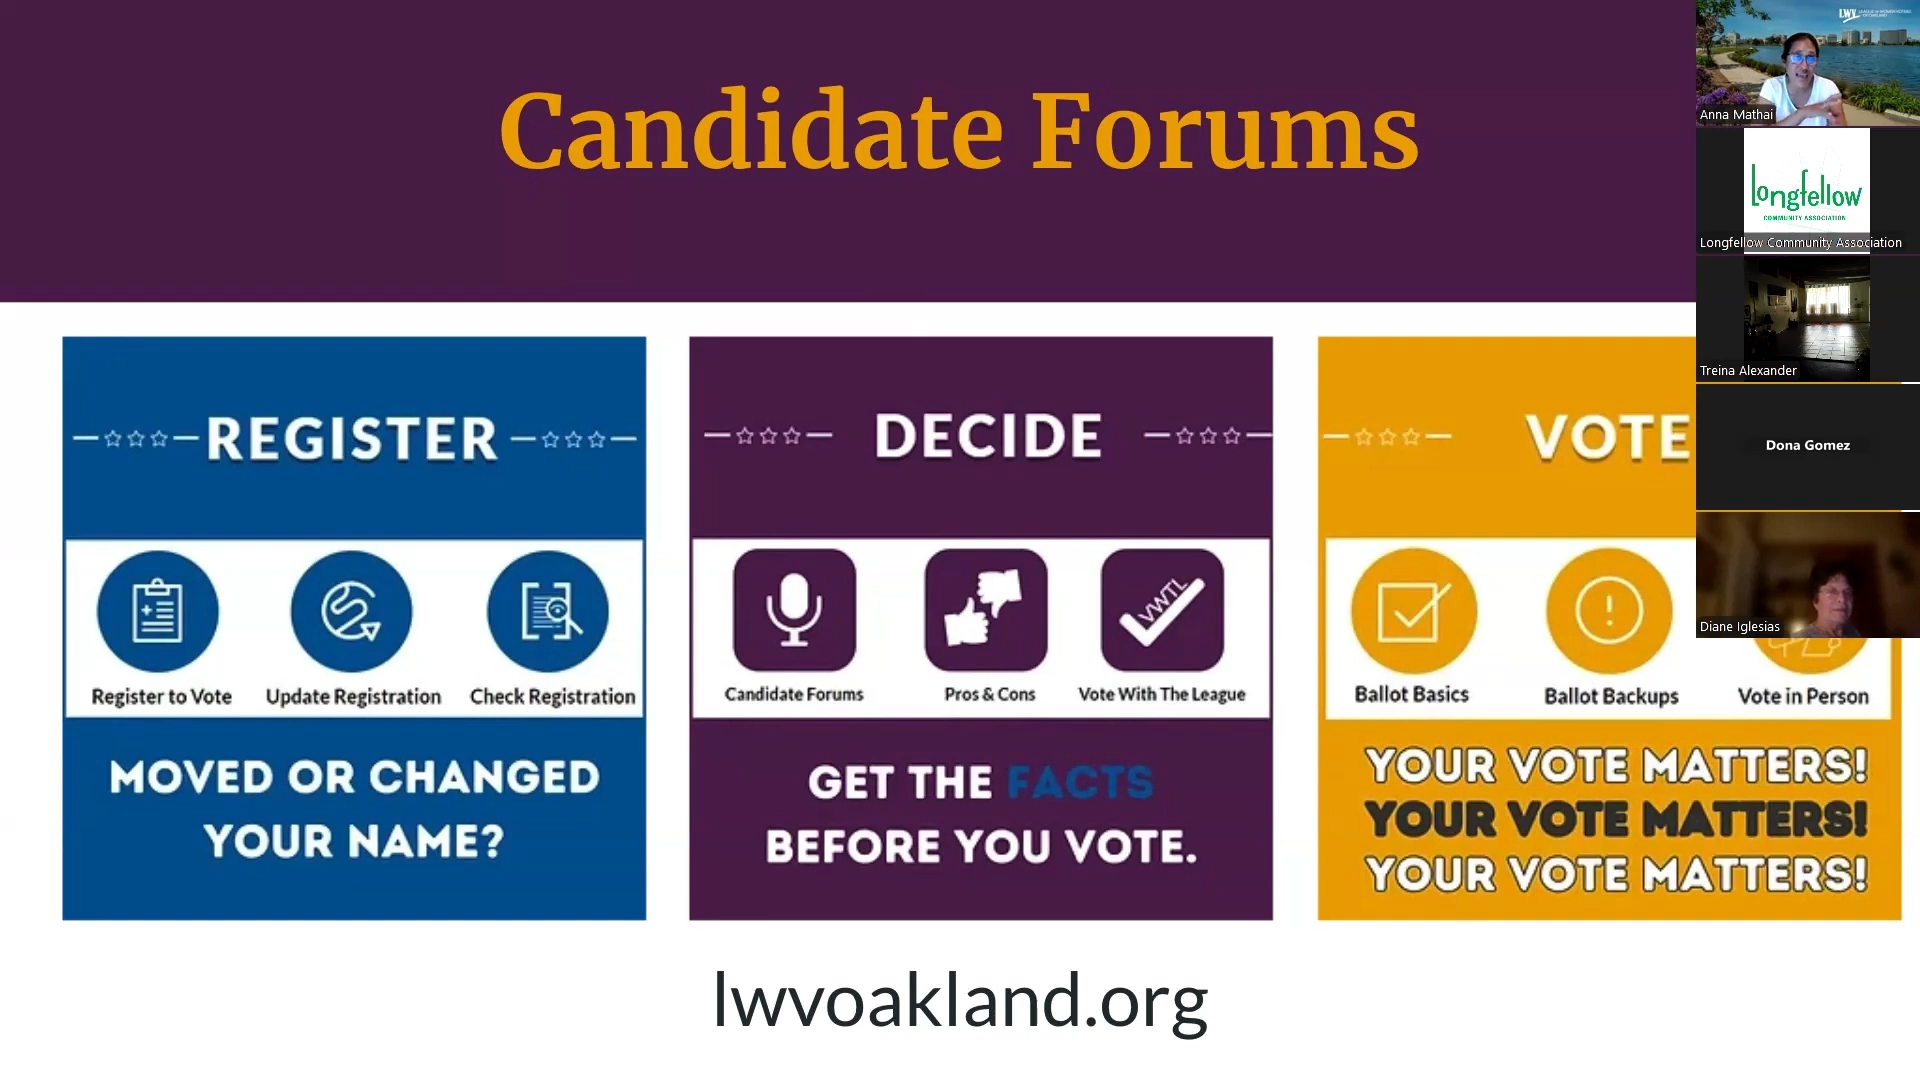 Candidate Forums
REGISTER
Register to Vote
Update Registration
Check Registration
MOVED OR CHANGED
YOUR NAME?
DECIDE
VWTL
Candidate Forums
Pros & Cons
Vote With The League
GET THE FACTS
BEFORE YOU VOTE.
VOTE
Ballot Basics
Ballot Backups
Vote in Person
YOUR VOTE MATTERS!
YOUR VOTE MATTERS!
YOUR VOTE MATTERS!
lwvoakland.org
LWV
Anna Mathai
longfellow
COMMUNITY ASSOCIATION
Longfellow Community Association
Treina Alexander
Dona Gomez
Diane Iglesias